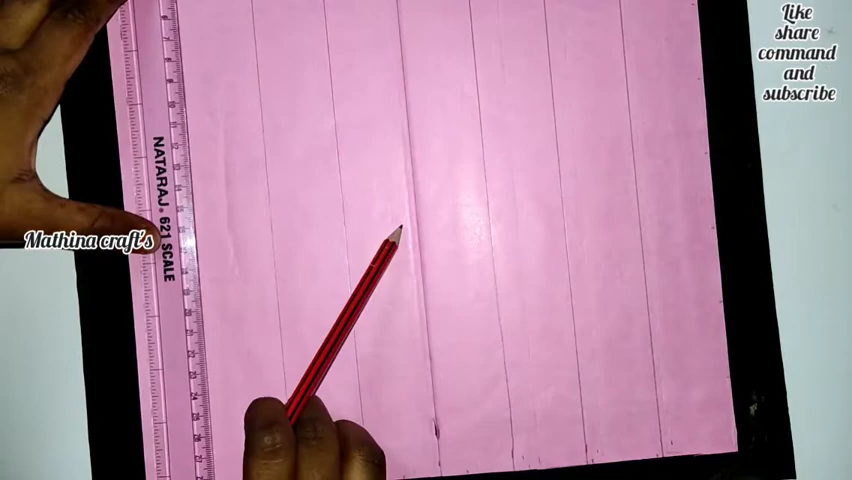 Like
share
command
and
subscribe
NATARAJ® 621 SCALE
Mathina craft's